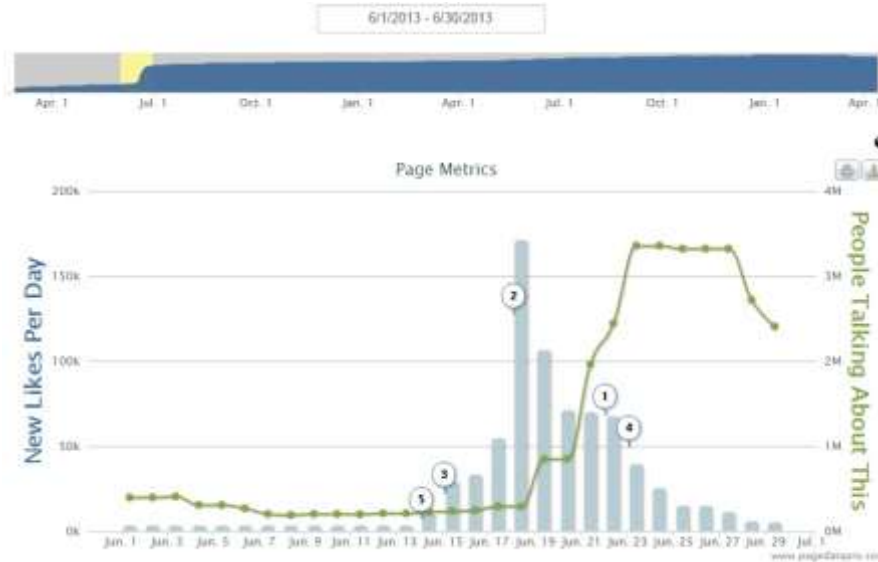 6/1/2013 - 6/30/2013
Apr. 1 Jul. 1 Oct. 1 Jan. 1 Apr. 1 Jul. 1 Oct. 1 Jan. 1 Apr. 1
Page Metrics
200k 4M
150k 3M
2
100k 2M
1
4
50k 1M
3
5
0k 0M
New Likes Per Day
People Talking About This
Jun. 1 Jun. 3 Jun. 5 Jun. 7 Jun. 9 Jun. 11 Jun. 13 Jun. 15 Jun. 17 Jun. 19 Jun. 21 Jun. 23 Jun. 25 Jun. 27 Jun. 29 Jul. 1